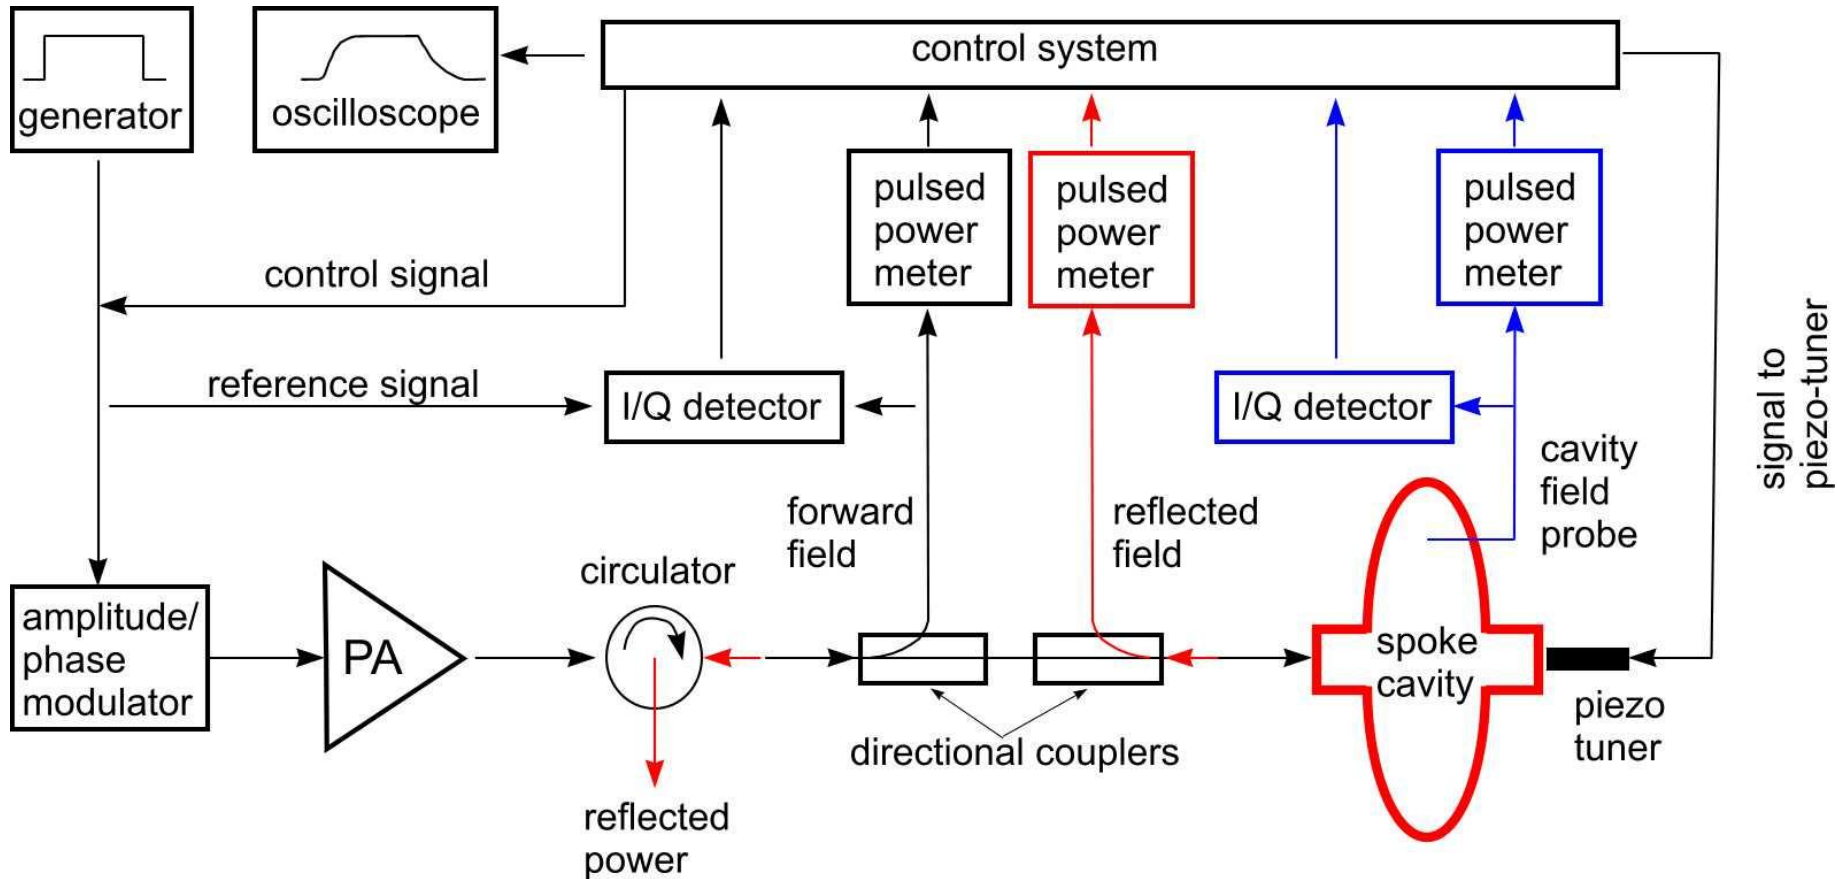 generator
oscilloscope
control system
pulsed
power
meter
pulsed
power
meter
pulsed
power
meter
control signal
reference signal
I/Q detector
I/Q detector
signal to
piezo-tuner
forward
field
reflected
field
cavity
field
probe
circulator
amplitude/
phase
modulator
PA
spoke
cavity
piezo
tuner
directional couplers
reflected
power